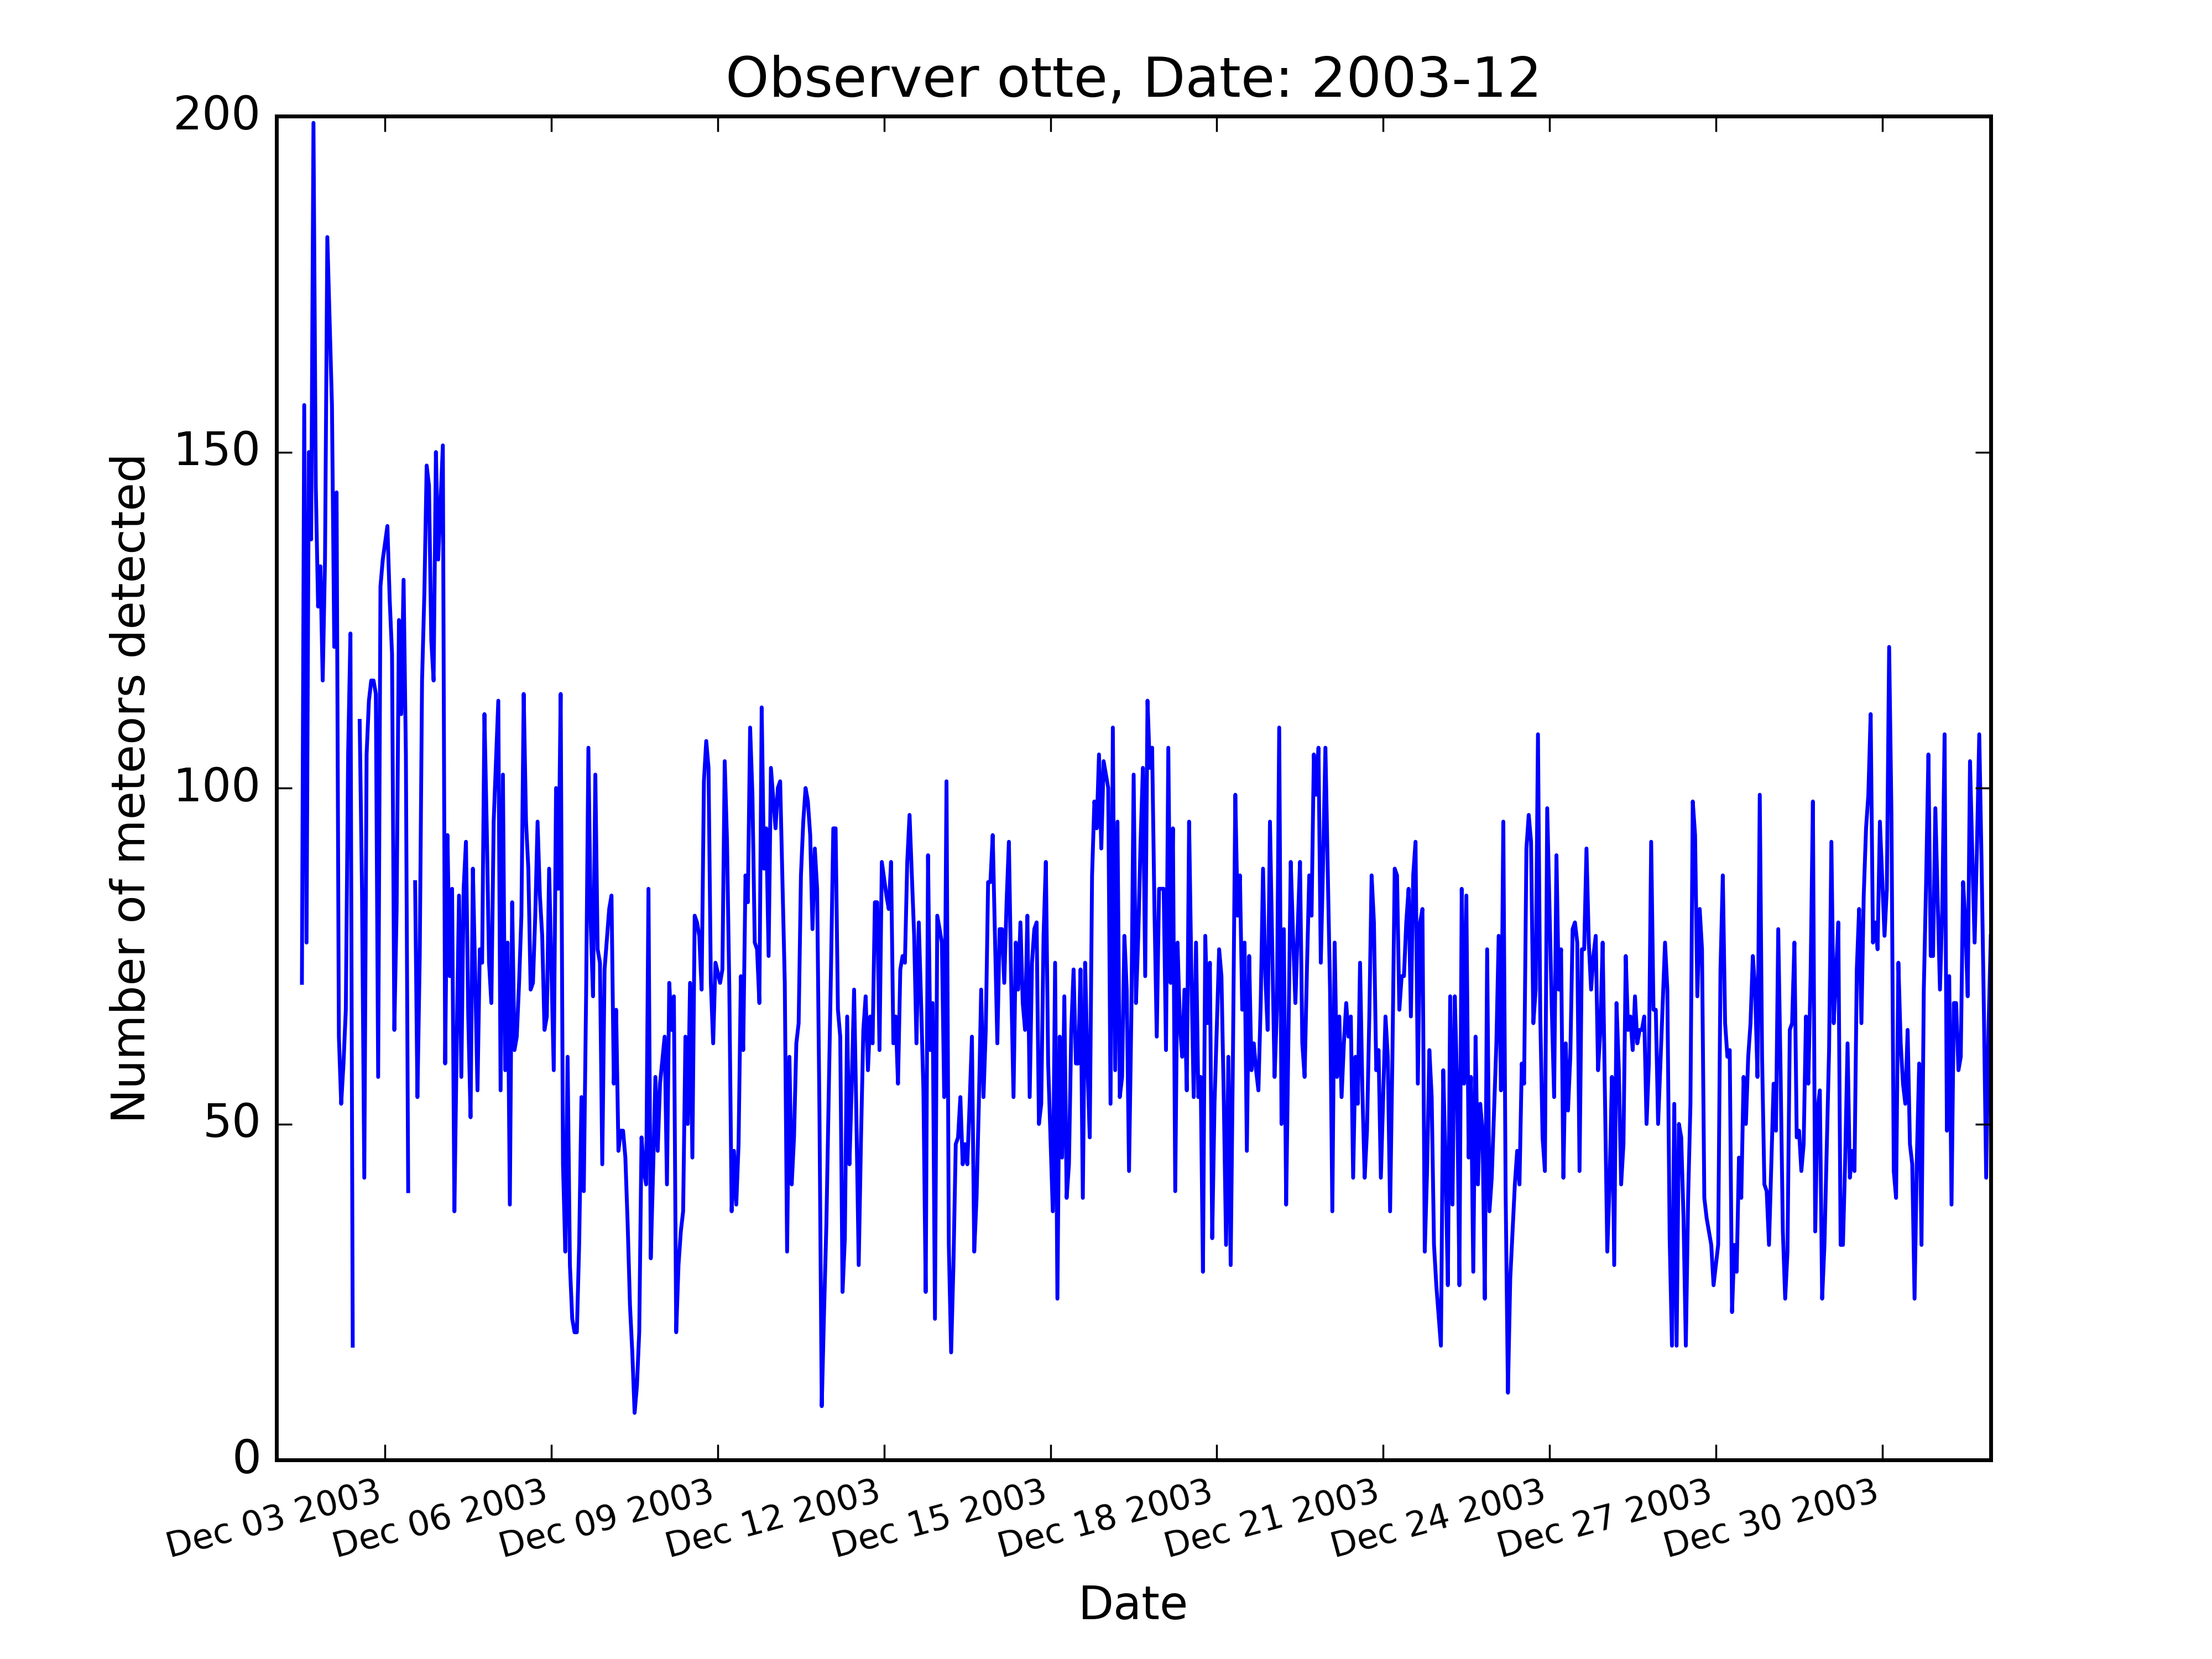 Observer otte, Date: 2003-12
200
150
100
50
0
Number of meteors detected
Dec 03 2003
Dec 06 2003
Dec 09 2003
Dec 12 2003
Dec 15 2003
Dec 18 2003
Dec 21 2003
Dec 24 2003
Dec 27 2003
Dec 30 2003
Date